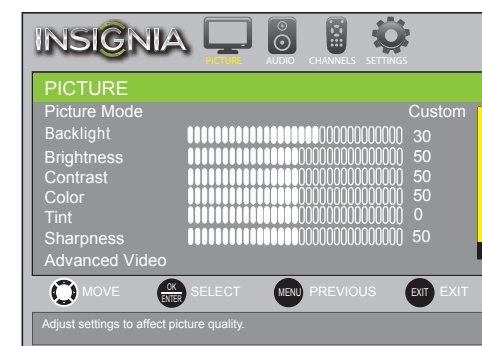 INSIGNIA
PICTURE AUDIO CHANNELS SETTINGS
PICTURE
Picture Mode Custom
Backlight 30
Brightness 50
Contrast 50
Color 50
Tint 0
Sharpness 50
Advanced Video
MOVE OK ENTER SELECT MENU PREVIOUS EXIT EXIT
Adjust settings to affect picture quality.